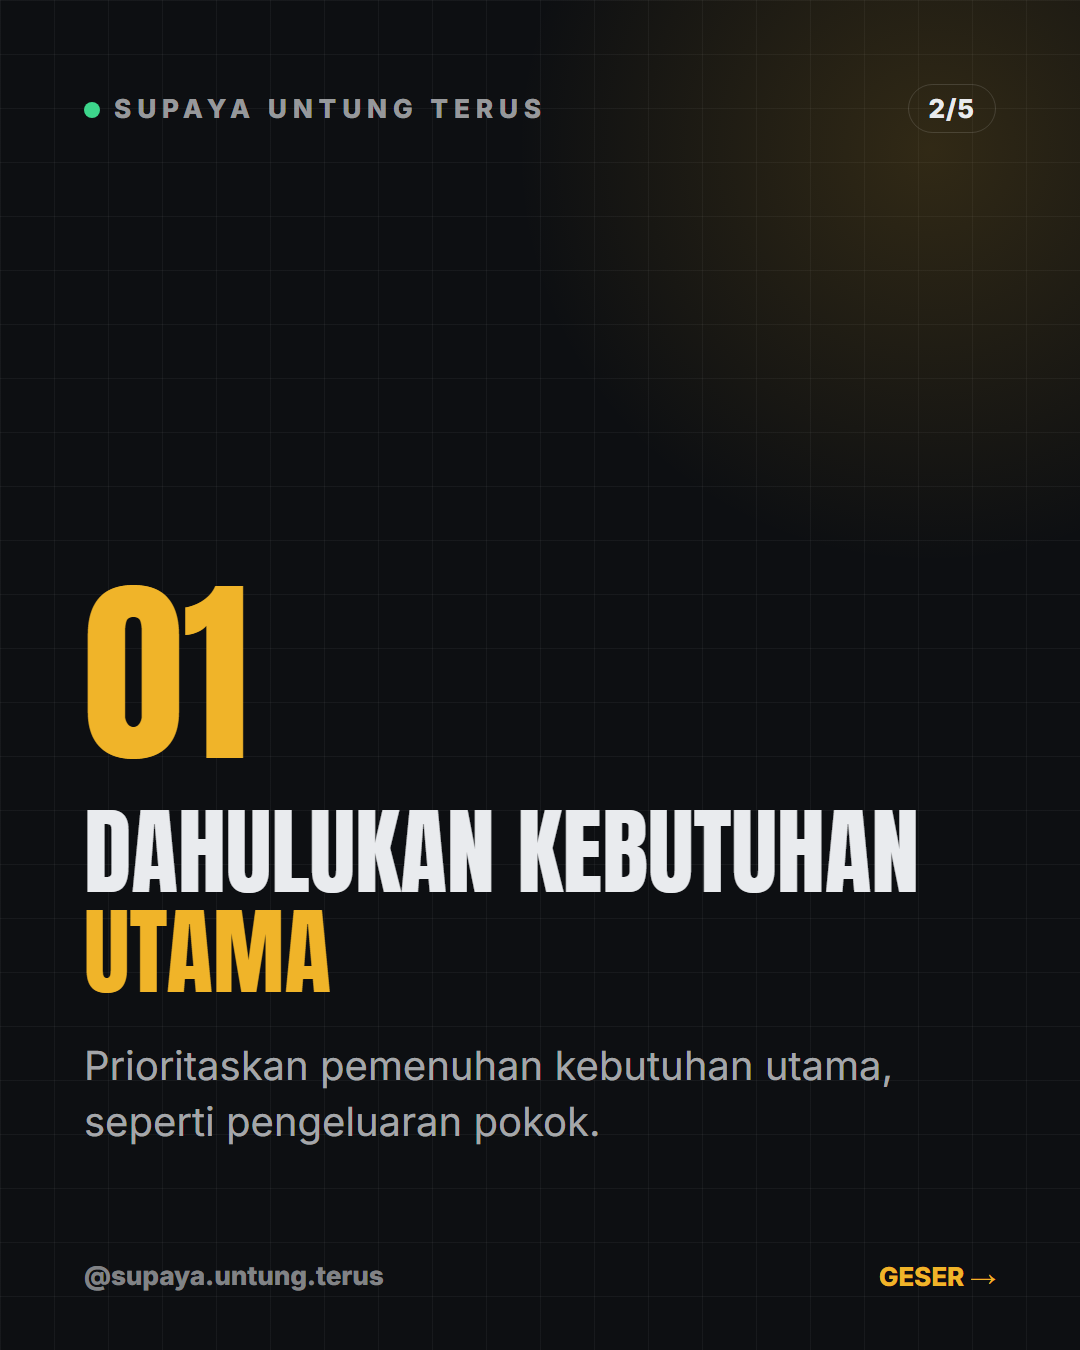 SUPAYA UNTUNG TERUS
2/5
01
DAHULUKAN KEBUTUHAN
UTAMA
Prioritaskan pemenuhan kebutuhan utama,
seperti pengeluaran pokok.
@supaya.untung.terus
GESER →